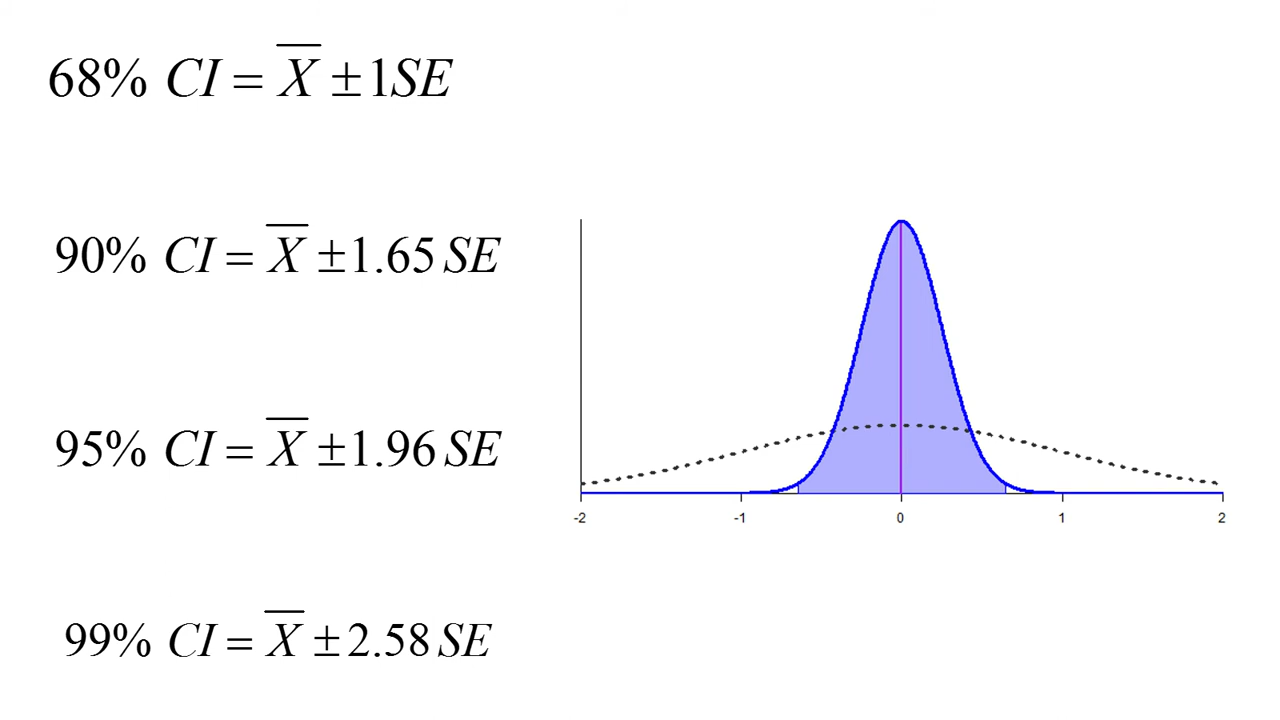 68% CI = X̅ ±1SE
90% CI = X̅ ±1.65 SE
95% CI = X̅ ±1.96 SE
99% CI = X̅ ±2.58 SE
-2 -1 0 1 2